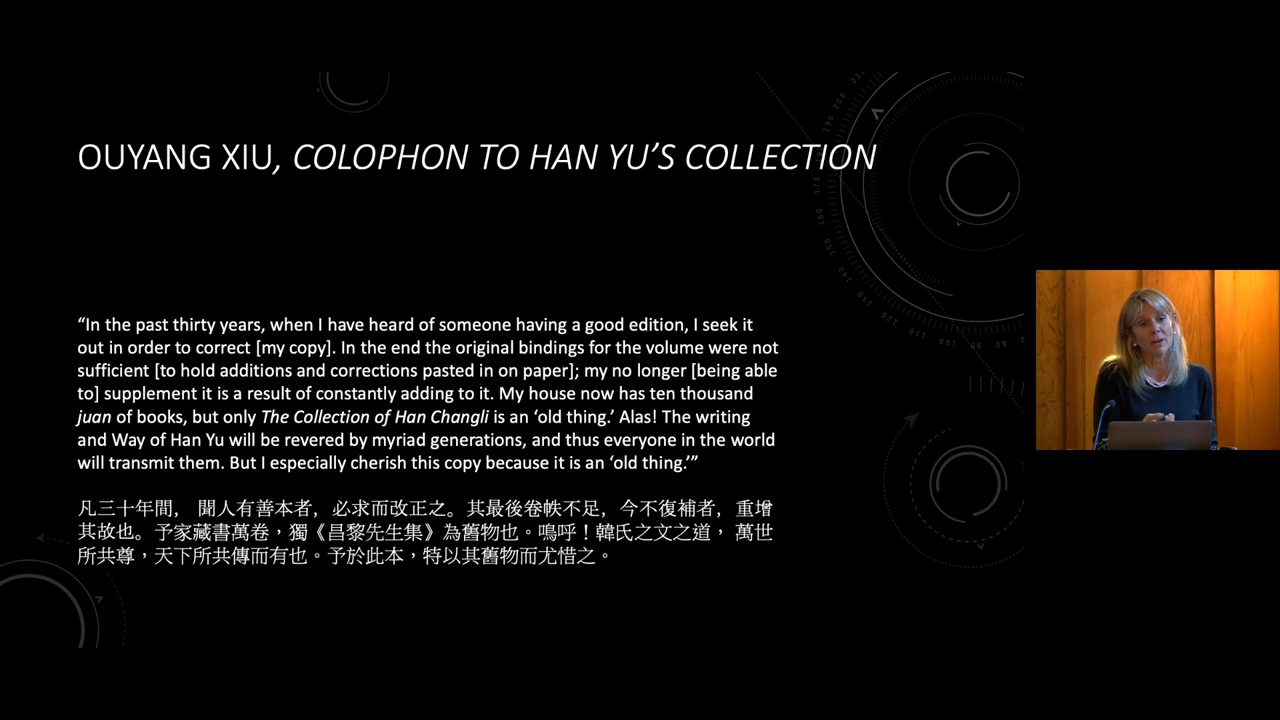 OUYANG XIU, COLOPHON TO HAN YU'S COLLECTION
“In the past thirty years, when I have heard of someone having a good edition, I seek it
out in order to correct [my copy]. In the end the original bindings for the volume were not
sufficient [to hold additions and corrections pasted in on paper]; my no longer [being able
to] supplement it is a result of constantly adding to it. My house now has ten thousand
juan of books, but only The Collection of Han Changli is an ‘old thing.’ Alas! The writing
and Way of Han Yu will be revered by myriad generations, and thus everyone in the world
will transmit them. But I especially cherish this copy because it is an ‘old thing.’”
凡三十年間， 聞人有善本者，必求而改正之。其最後卷帙不足，今不復補者，重增
其故也。予家藏書萬卷，獨《昌黎先生集》為舊物也。嗚呼！韓氏之文之道， 萬世
所共尊，天下所共傳而有也。予於此本，特以其舊物而尤惜之。